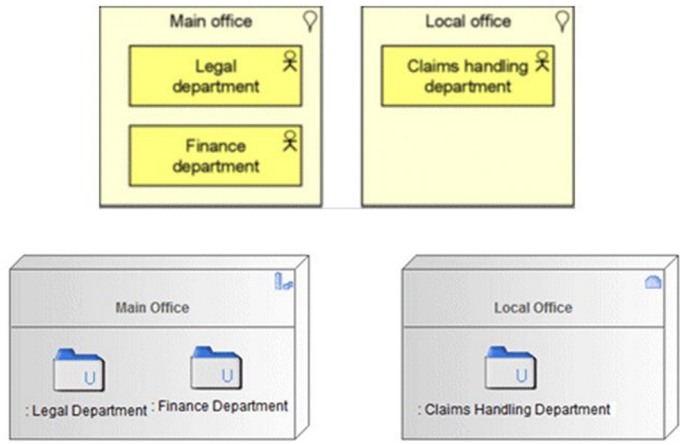 Main office
Legal
department
Finance
department
Local office
Claims handling
department
Main Office
U
: Legal Department
U
: Finance Department
Local Office
U
: Claims Handling Department